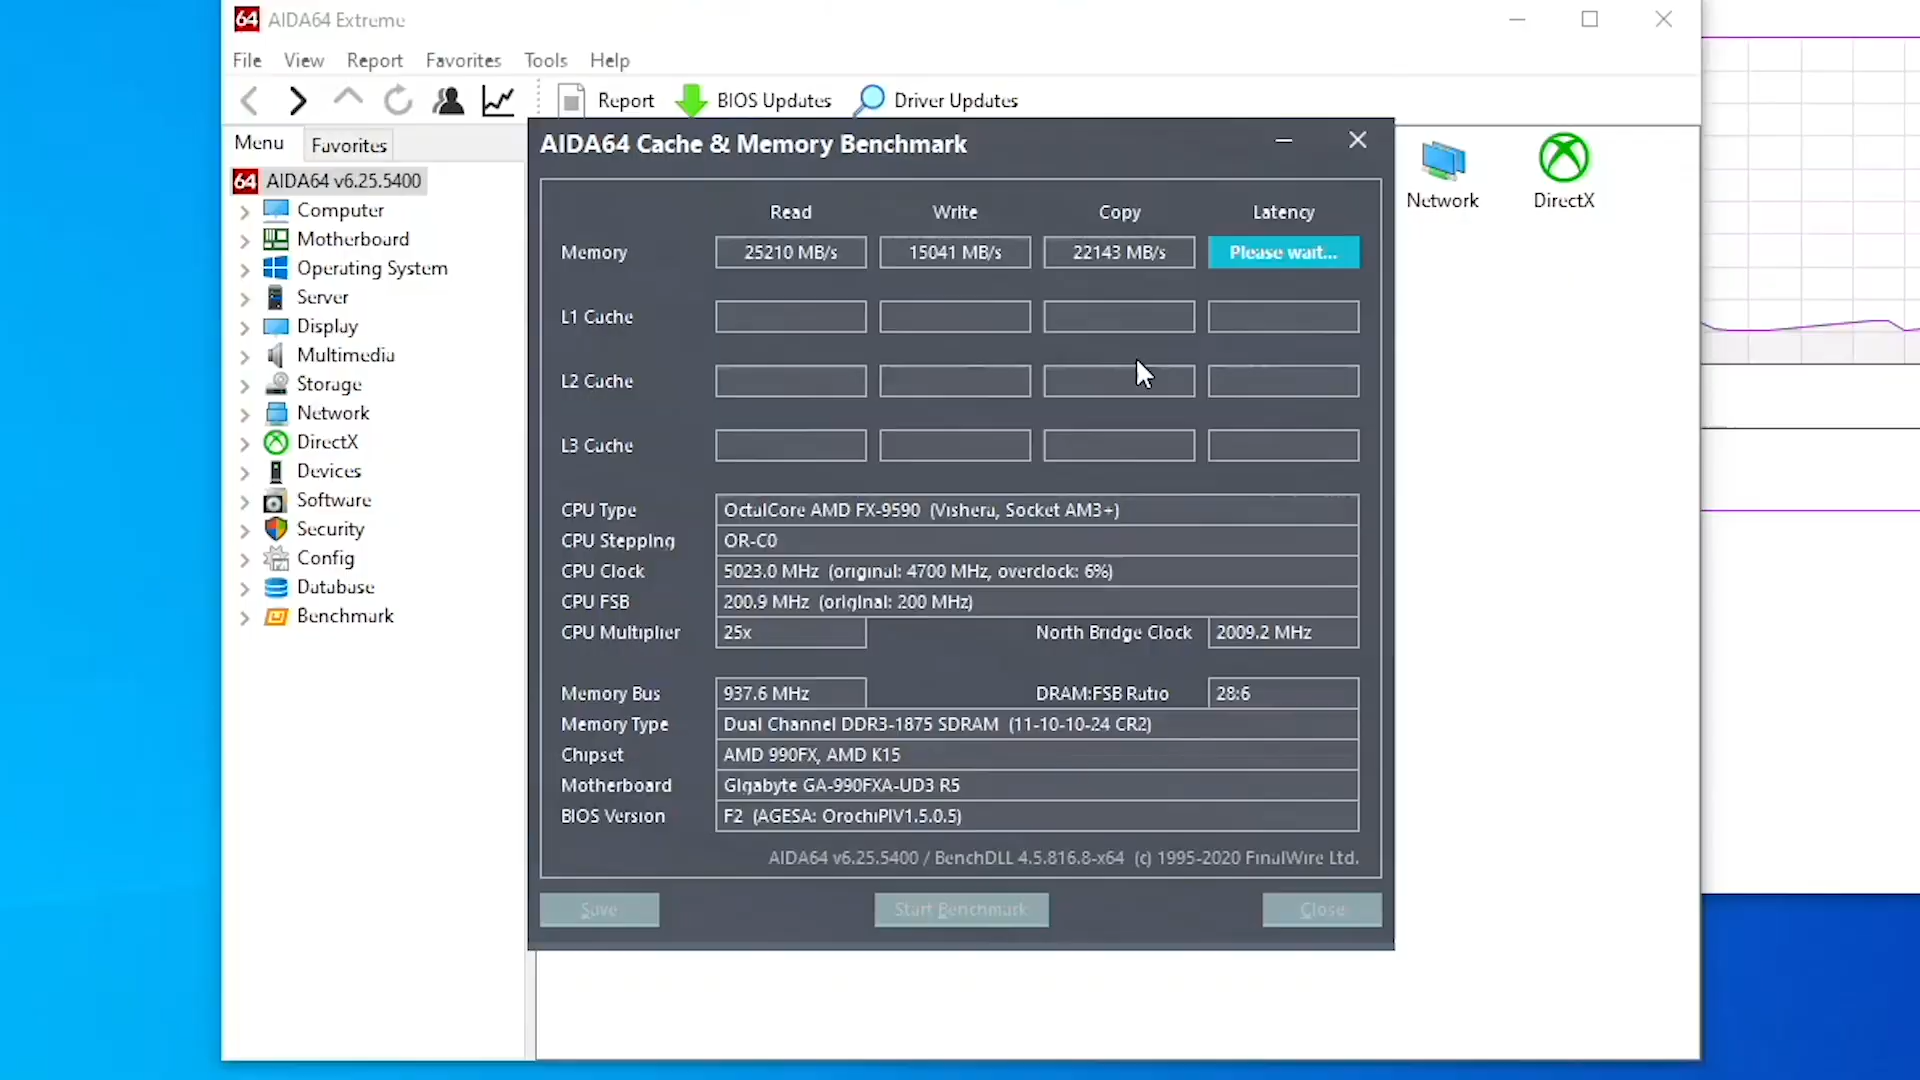 64 AIDA64 Extreme
File View Report Favorites Tools Help
Report BIOS Updates Driver Updates
Menu Favorites
64 AIDA64 v6.25.5400
Computer
Motherboard
Operating System
Server
Display
Multimedia
Storage
Network
DirectX
Devices
Software
Security
Config
Database
Benchmark
AIDA64 Cache & Memory Benchmark
Read Write Copy Latency
Memory 25210 MB/s 15041 MB/s 22143 MB/s Please wait...
L1 Cache
L2 Cache
L3 Cache
CPU Type OctalCore AMD FX-9590 (Vishera, Socket AM3+)
CPU Stepping OR-C0
CPU Clock 5023.0 MHz (original: 4700 MHz, overclock: 6%)
CPU FSB 200.9 MHz (original: 200 MHz)
CPU Multiplier 25x North Bridge Clock 2009.2 MHz
Memory Bus 937.6 MHz DRAM:FSB Ratio 28:6
Memory Type Dual Channel DDR3-1875 SDRAM (11-10-10-24 CR2)
Chipset AMD 990FX, AMD K15
Motherboard Gigabyte GA-990FXA-UD3 R5
BIOS Version F2 (AGESA: OrochiPIV1.5.0.5)
AIDA64 v6.25.5400 / BenchDLL 4.5.816.8-x64 (c) 1995-2020 FinalWire Ltd.
Save Start Benchmark Close
Network DirectX